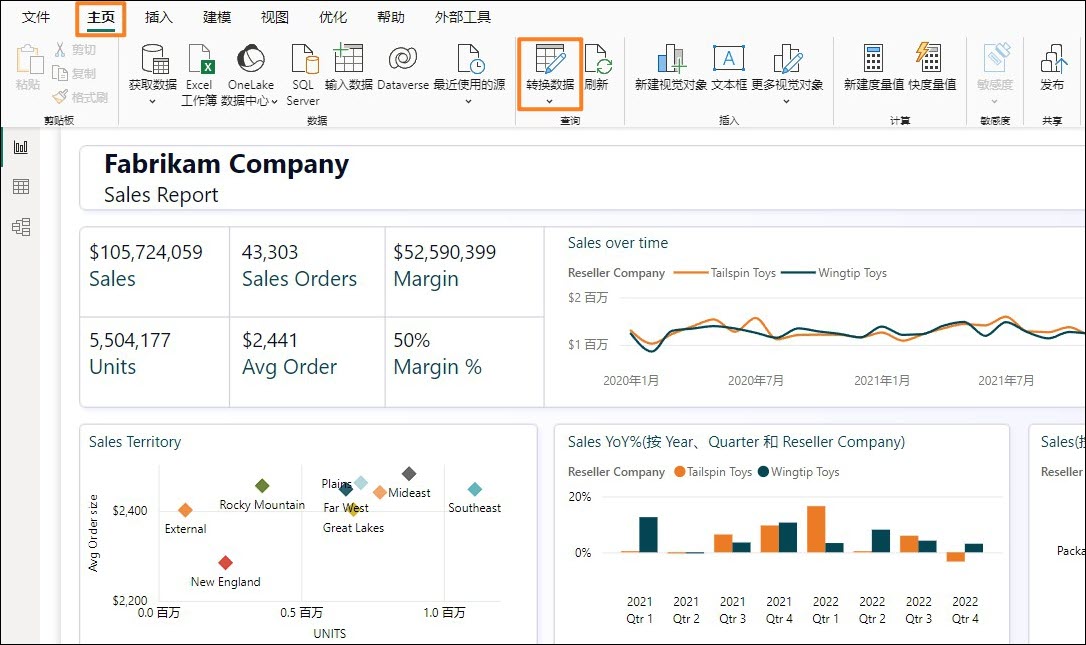 文件 主页 插入 建模 视图 优化 帮助 外部工具
粘贴
剪切
复制
格式刷
剪贴板
获取数据
Excel
工作簿
OneLake
数据中心
SQL
Server
输入数据
Dataverse
最近使用的源
数据
转换数据
刷新
查询
新建视觉对象
A
文本框
更多视觉对象
插入
新建度量值
快度量值
计算
敏感度
敏感度
发布
共享
Fabrikam Company
Sales Report
$105,724,059
Sales
43,303
Sales Orders
$52,590,399
Margin
5,504,177
Units
$2,441
Avg Order
50%
Margin %
Sales over time
Reseller Company Tailspin Toys Wingtip Toys
$2 百万
$1 百万
2020年1月 2020年7月 2021年1月 2021年7月
Sales Territory
Avg Order size
$2,400
$2,200
Plains
Mideast
Rocky Mountain
Far West
Southeast
External
Great Lakes
New England
0.0 百万 0.5 百万 1.0 百万
UNITS
Sales YoY%(按 Year、Quarter 和 Reseller Company)
Reseller Company Tailspin Toys Wingtip Toys
20%
0%
2021 2021 2021 2021 2022 2022 2022 2022
Qtr 1 Qtr 2 Qtr 3 Qtr 4 Qtr 1 Qtr 2 Qtr 3 Qtr 4
Sales(按
Reseller
Packa